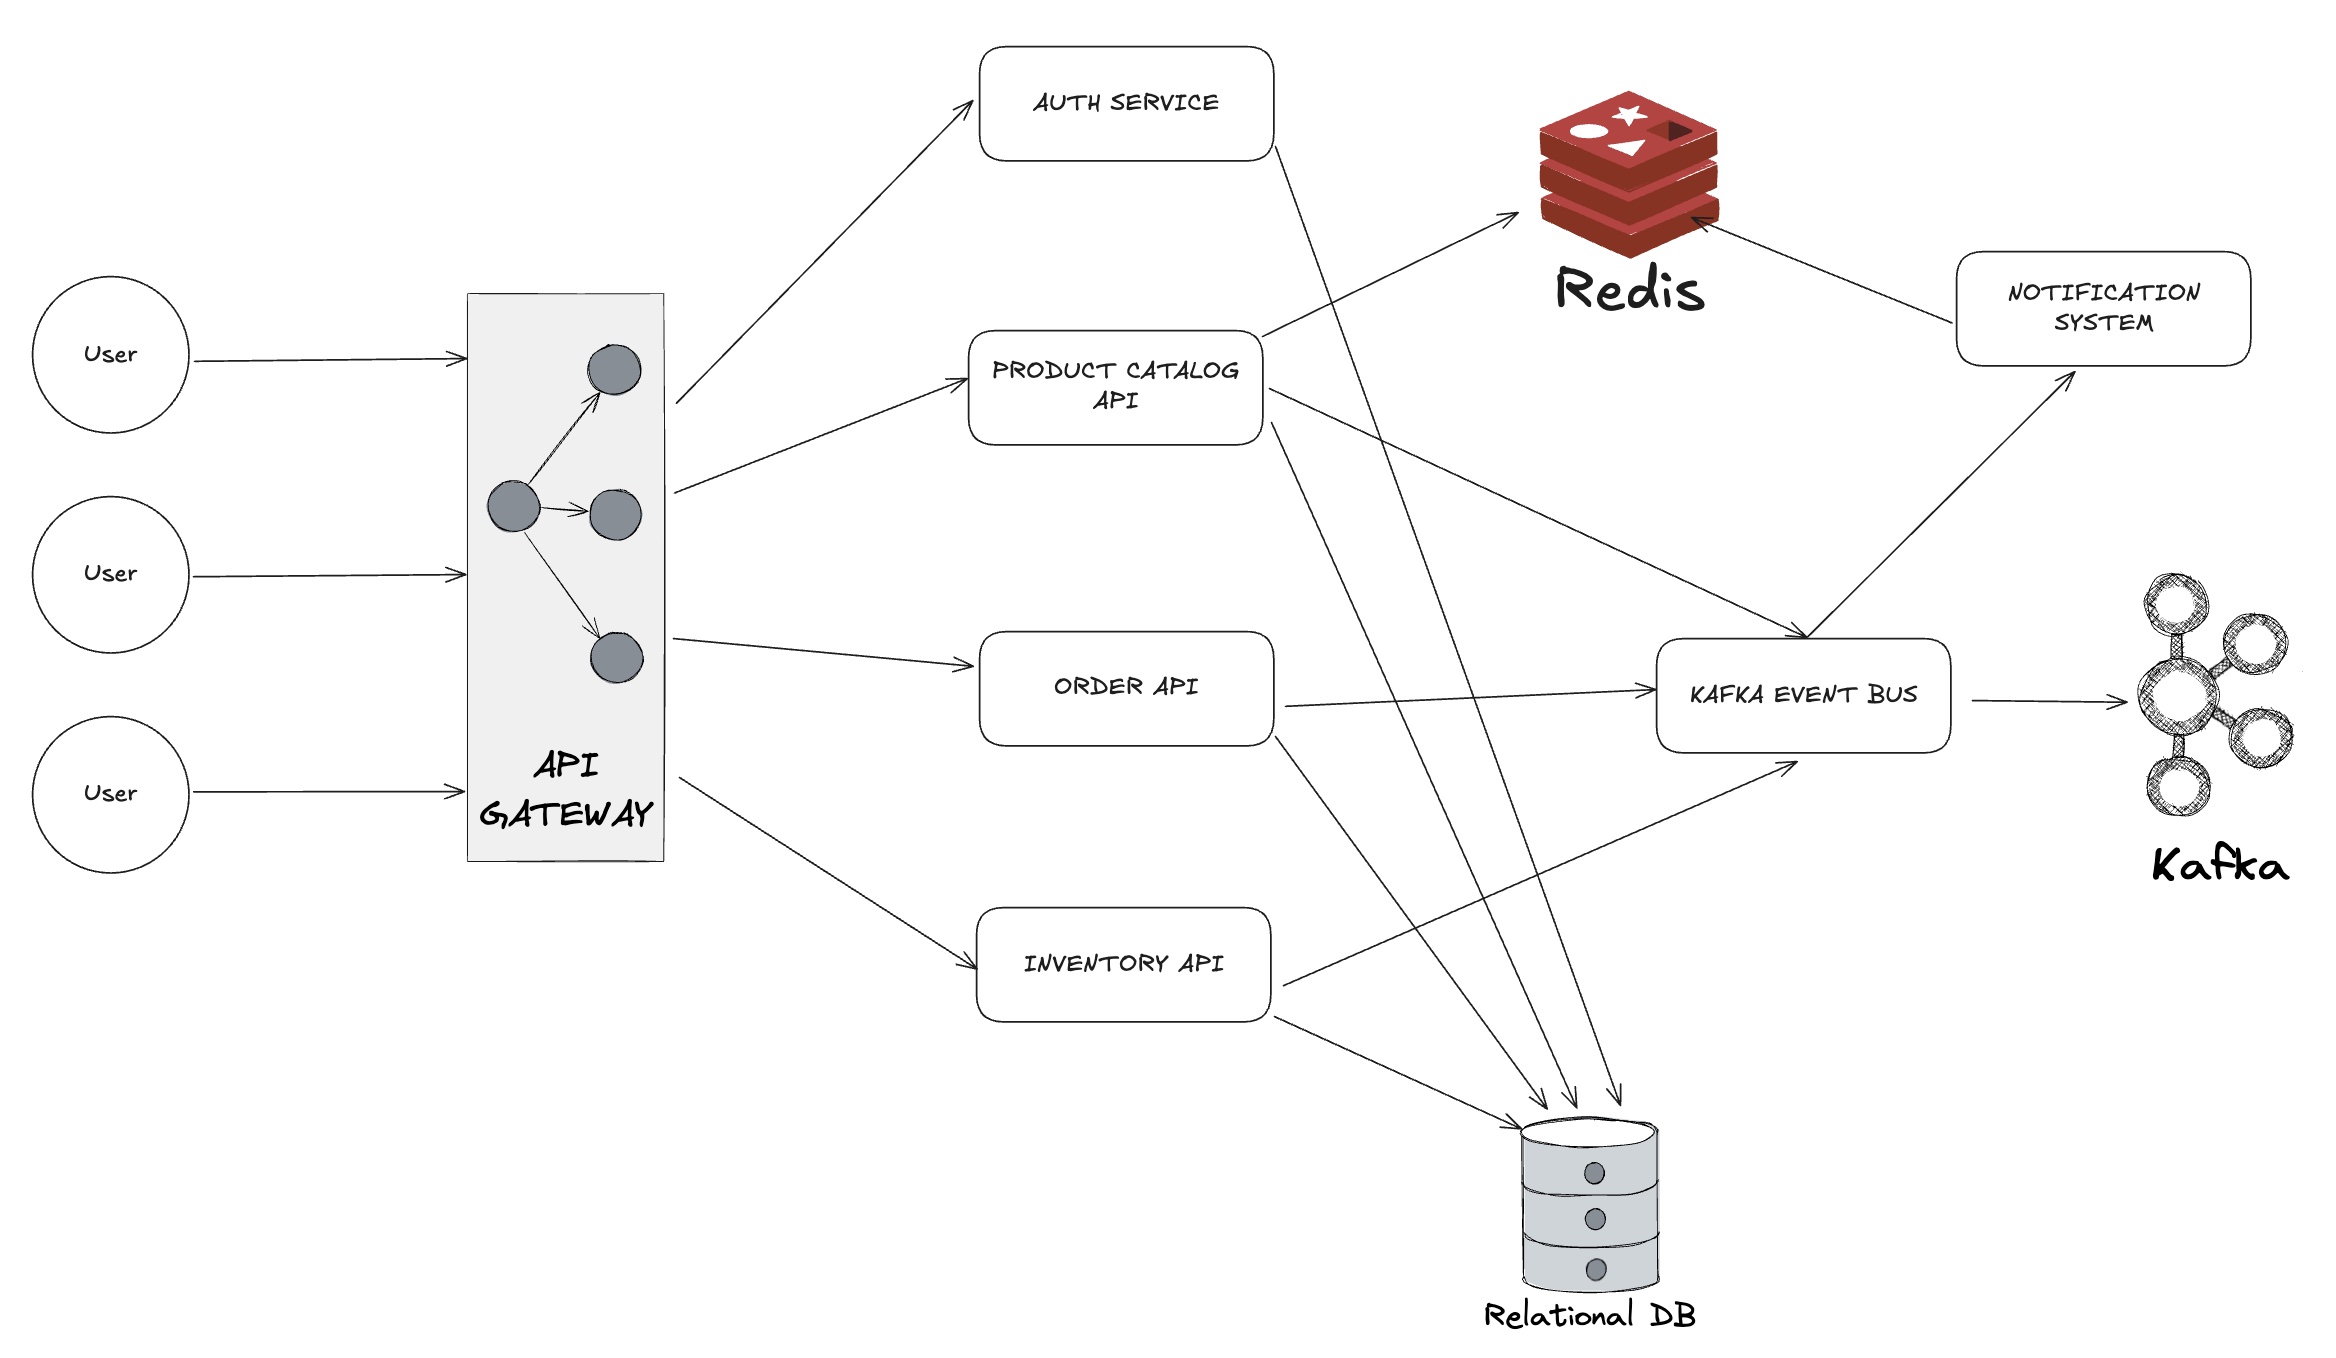 AUTH SERVICE
Redis
NOTIFICATION
SYSTEM
User
PRODUCT CATALOG
API
User
ORDER API
KAFKA EVENT BUS
User
API
GATEWAY
Kafka
INVENTORY API
Relational DB